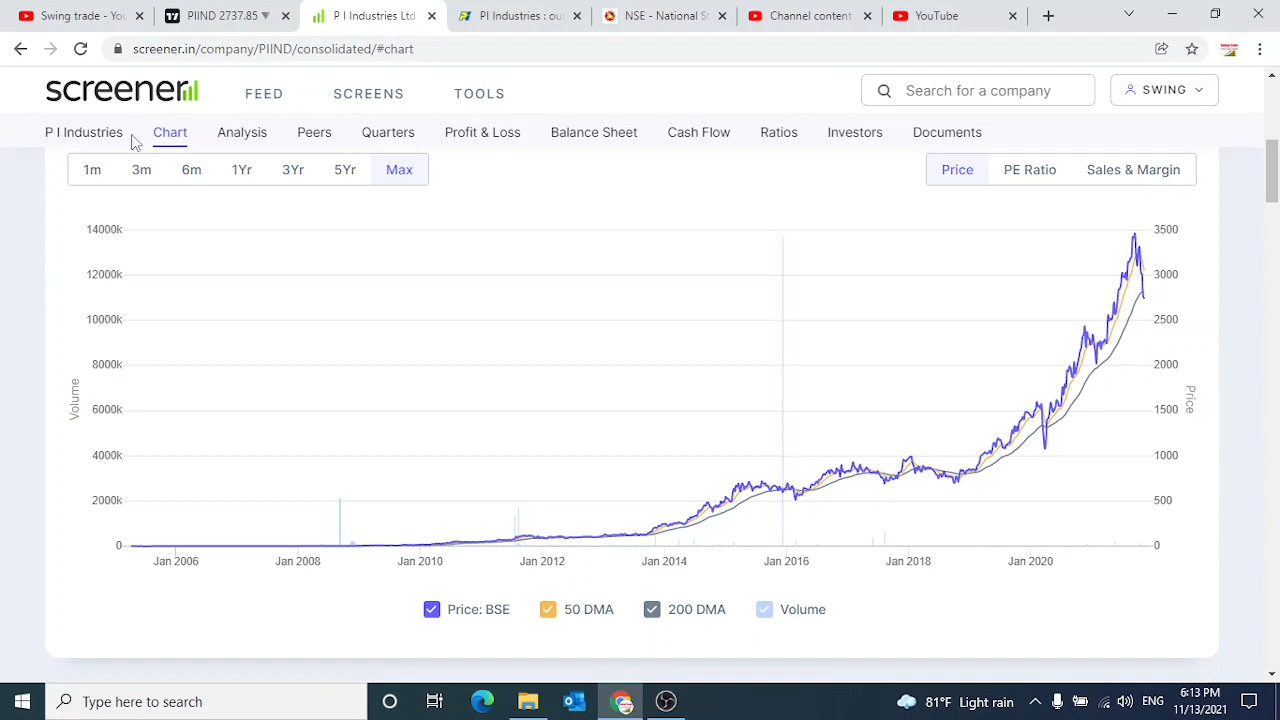 Swing trade - YouT
PIIND 2737.85
P I Industries Ltd
PI Industries : our
NSE - National S
Channel content
YouTube
screener.in/company/PIIND/consolidated/#chart
screener
FEED
SCREENS
TOOLS
Search for a company
SWING
P I Industries
Chart
Analysis
Peers
Quarters
Profit & Loss
Balance Sheet
Cash Flow
Ratios
Investors
Documents
1m
3m
6m
1Yr
3Yr
5Yr
Max
Price
PE Ratio
Sales & Margin
14000k
12000k
10000k
8000k
6000k
4000k
2000k
0
Volume
3500
3000
2500
2000
1500
1000
500
0
Price
Jan 2006
Jan 2008
Jan 2010
Jan 2012
Jan 2014
Jan 2016
Jan 2018
Jan 2020
Price: BSE
50 DMA
200 DMA
Volume
Type here to search
81°F Light rain
ENG
6:13 PM
11/13/2021